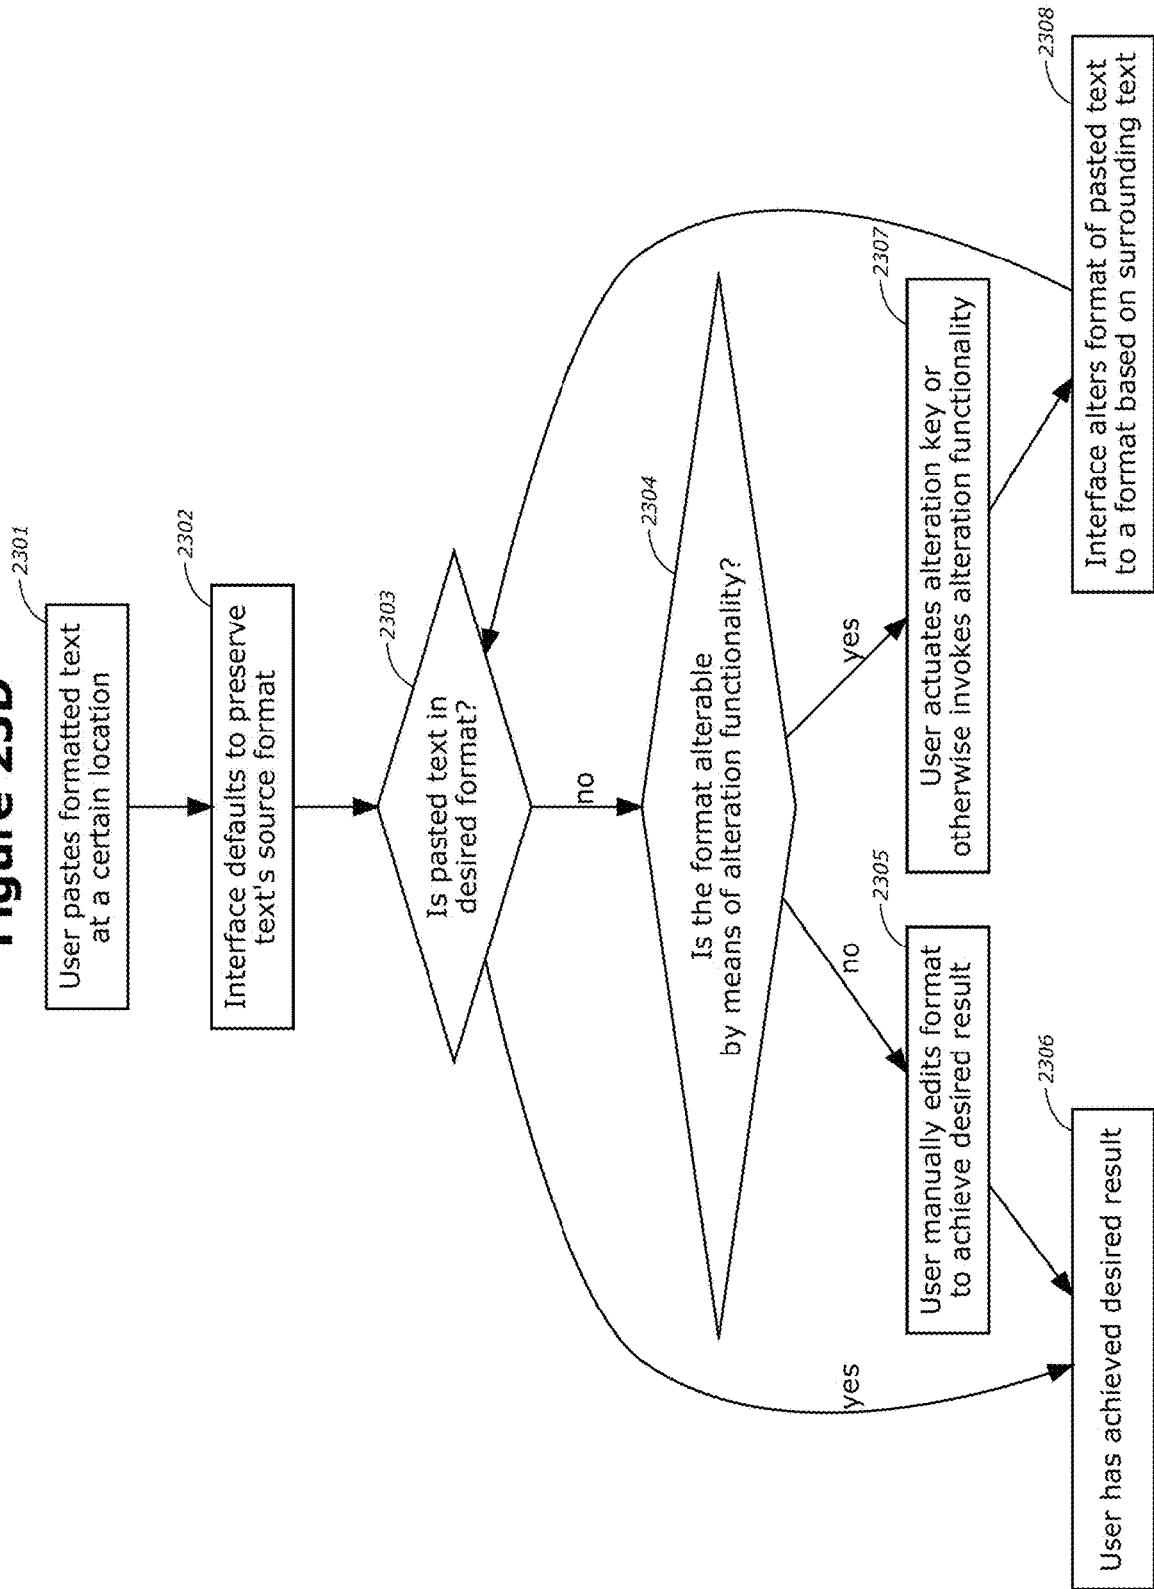 Figure
2301
User pastes formatted text
at a certain location
2302
Interface defaults to preserve
text's source format
2303
Is pasted text in
desired format?
no
2304
Is the format alterable
by means of alteration functionality?
yes
no
yes
2305
User manually edits format
to achieve desired result
2307
User actuates alteration key or
otherwise invokes alteration functionality
2306
User has achieved desired result
2308
Interface alters format of pasted text
to a format based on surrounding text